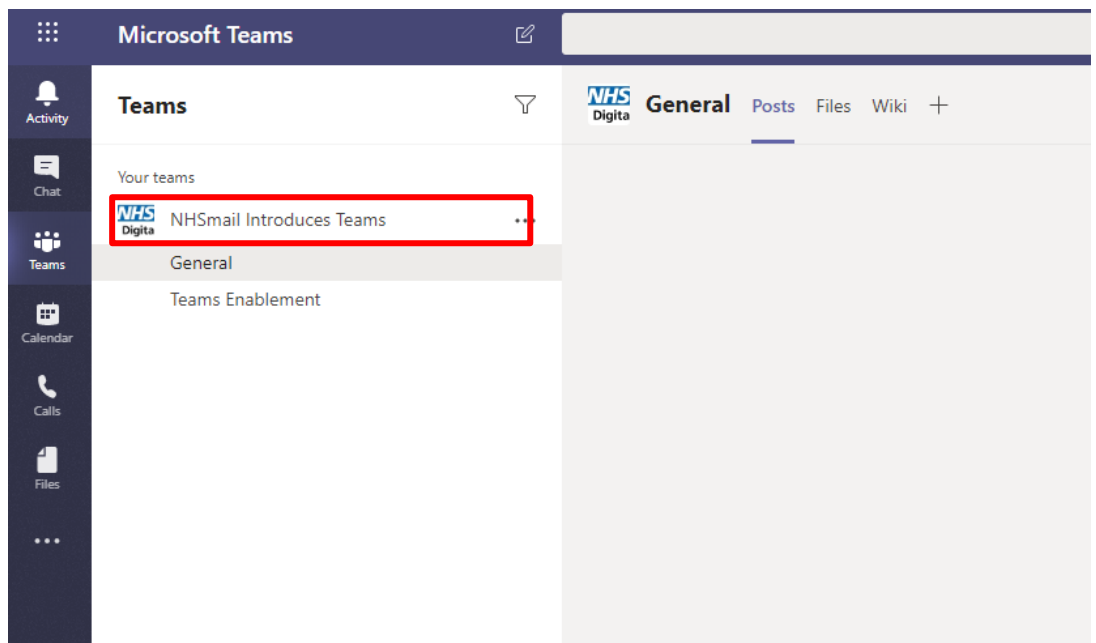 Microsoft Teams
Activity
Chat
Teams
Calendar
Calls
Files
Teams
Your teams
NHS
Digita
NHSmail Introduces Teams
General
Teams Enablement
NHS
Digita
General Posts Files Wiki